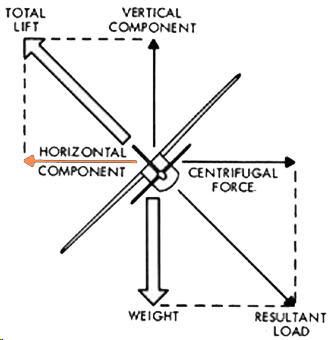 TOTAL
LIFT
VERTICAL
COMPONENT
HORIZONTAL
COMPONENT
CENTRIFUGAL
FORCE.
WEIGHT
RESULTANT
LOAD